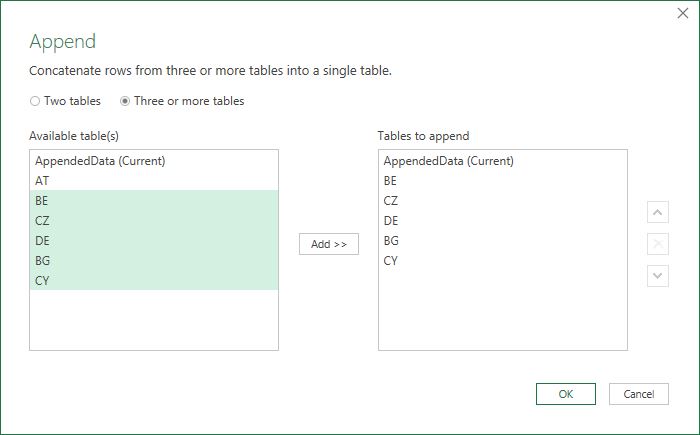 Append
Concatenate rows from three or more tables into a single table.
Two tables Three or more tables
Available table(s)
AppendedData (Current)
AT
BE
CZ
DE
BG
CY
Add >>
Tables to append
AppendedData (Current)
BE
CZ
DE
BG
CY
OK Cancel